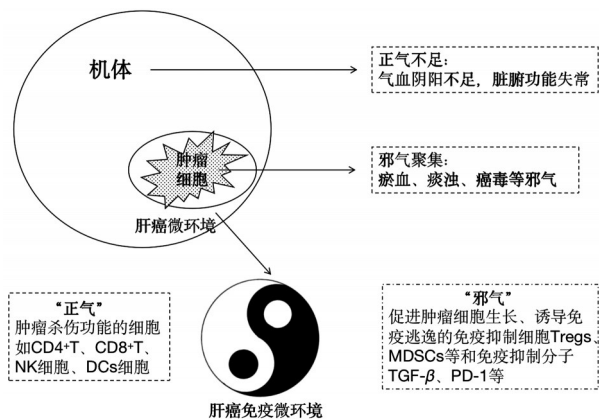 机体
正气不足:
气血阴阳不足，脏腑功能失常
肿瘤
细胞
邪气聚集:
瘀血、痰浊、癌毒等邪气
肝癌微环境
“正气”
肿瘤杀伤功能的细胞
如CD4⁺T、CD8⁺T、
NK细胞、DCs细胞
“邪气”
促进肿瘤细胞生长、诱导免
疫逃逸的免疫抑制细胞Tregs、
MDSCs等和免疫抑制分子
TGF-β、PD-1等
肝癌免疫微环境